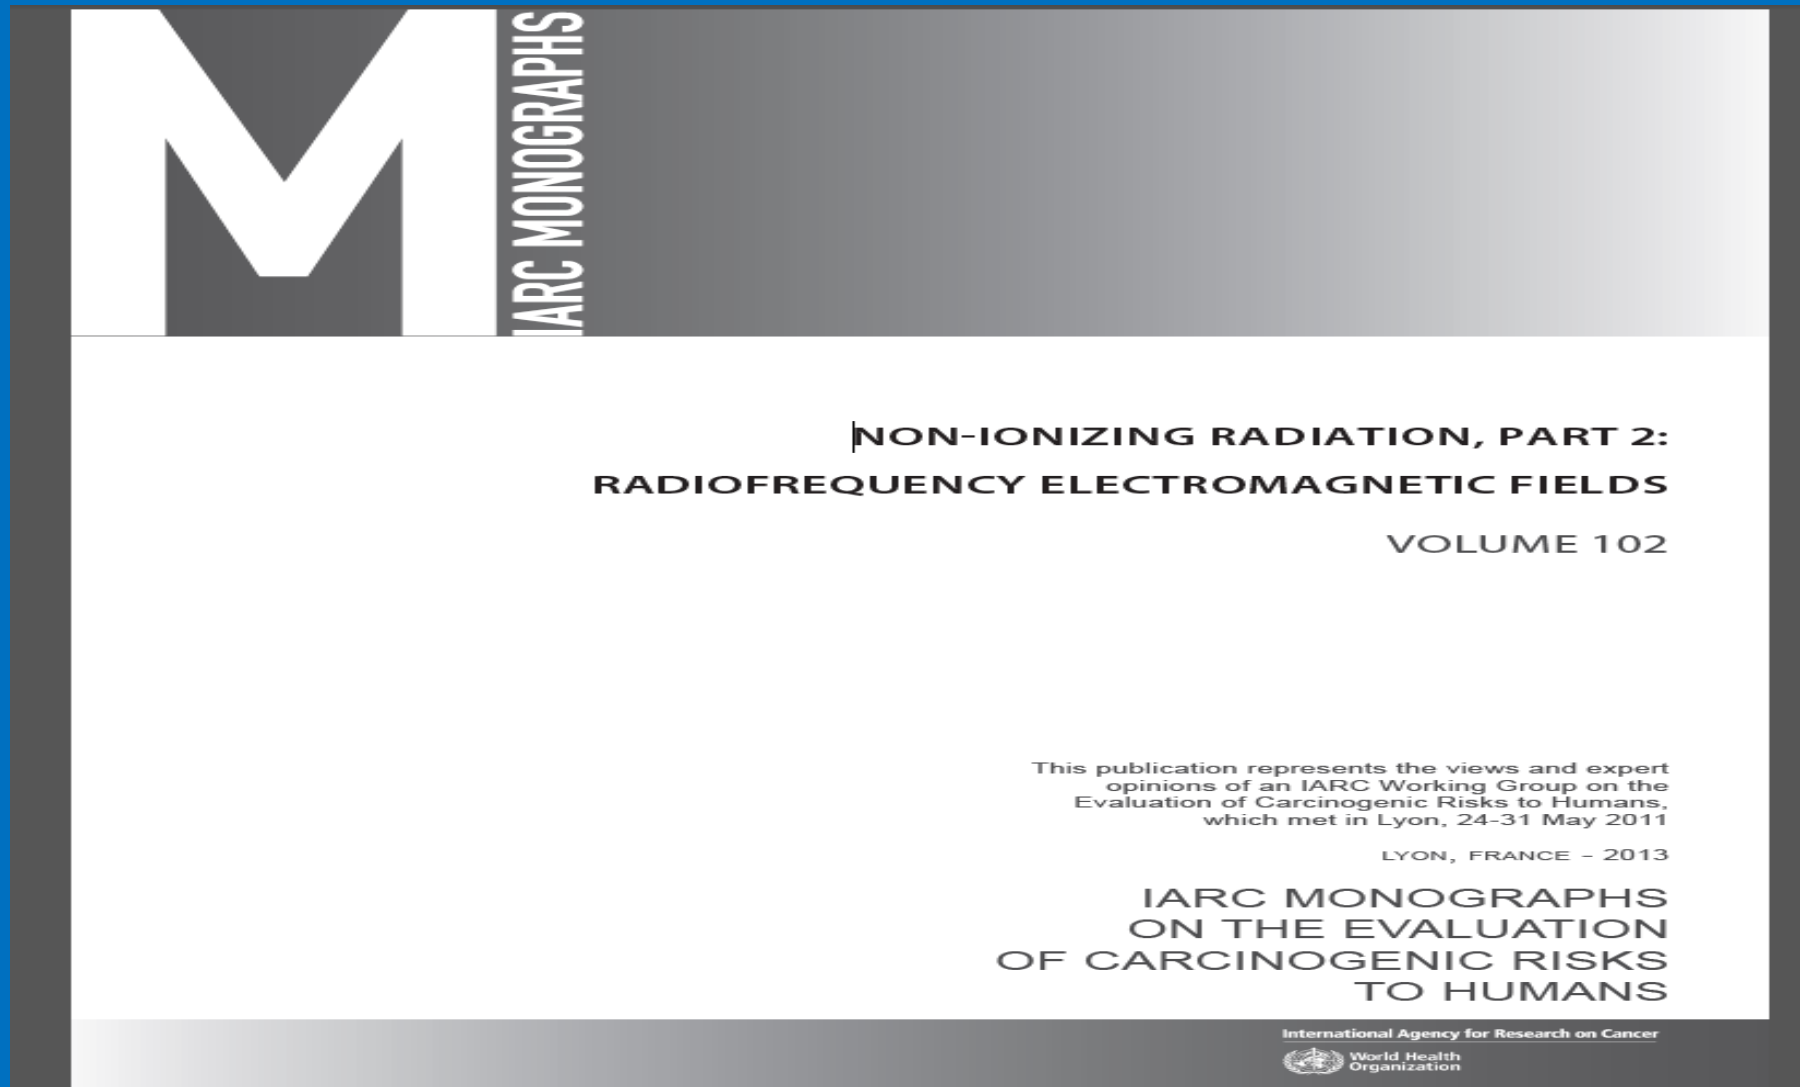 M
IARC MONOGRAPHS
NON-IONIZING RADIATION, PART 2:
RADIOFREQUENCY ELECTROMAGNETIC FIELDS
VOLUME 102
This publication represents the views and expert
opinions of an IARC Working Group on the
Evaluation of Carcinogenic Risks to Humans,
which met in Lyon, 24-31 May 2011
LYON, FRANCE - 2013
IARC MONOGRAPHS
ON THE EVALUATION
OF CARCINOGENIC RISKS
TO HUMANS
International Agency for Research on Cancer
World Health
Organization